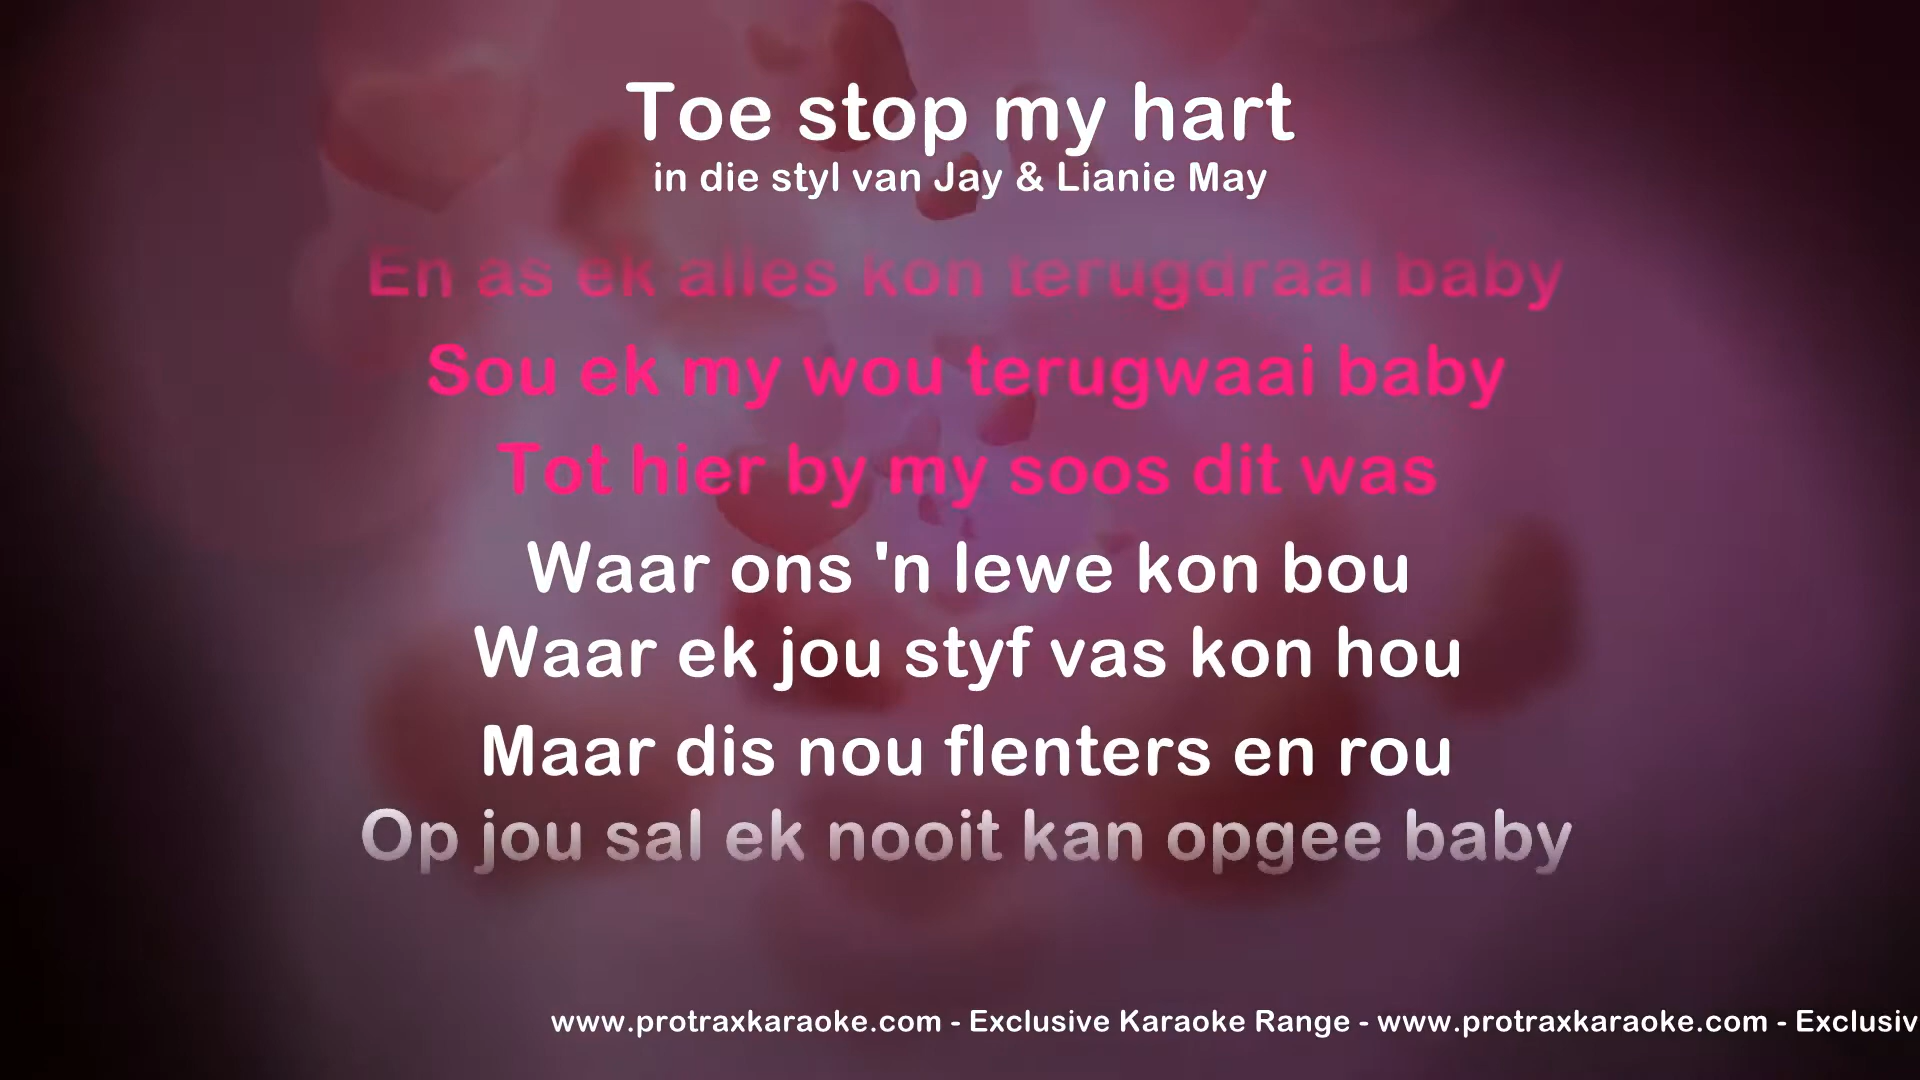 Toe stop my hart
in die styl van Jay & Lianie May
En as ek alles kon terugdraai baby
Sou ek my wou terugwaai baby
Tot hier by my soos dit was
Waar ons 'n lewe kon bou
Waar ek jou styf vas kon hou
Maar dis nou flenters en rou
Op jou sal ek nooit kan opgee baby
www.protraxkaraoke.com - Exclusive Karaoke Range - www.protraxkaraoke.com - Exclusiv